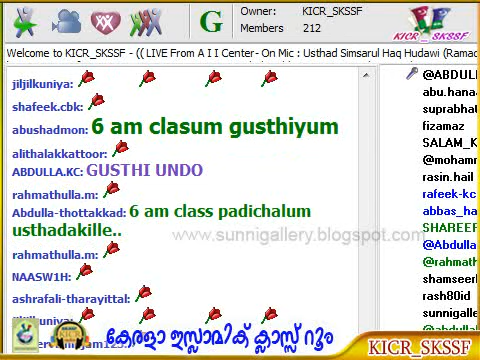 Owner: KICR_SKSSF
G
Members 212
KICR_SKSSF
Welcome to KICR_SKSSF - (( LIVE From A I I Center- On Mic : Usthad Simsarul Haq Hudawi (Ramad
jiljilkuniya:
shafeek.cbk:
abushadmon: 6 am clasum gusthiyum
alithalakkattoor:
ABDULLA.KC: GUSTHI UNDO
rahmathulla.m:
Abdulla-thottakkad: 6 am class padichalum
usthadakille..
rahmathulla.m:
NAASW1H:
ashrafali-tharayittal:
@ABDULL
abu.hana
suprabhat
fizamaz
SALAM_K
@mohamm
rasin.hail
rafeek-kc
abbas_ha
SHAREEF
@Abdulla
@rahmath
shamseerl
rash80id
sunnigalle
www.sunnigallery.blogspot.com
കേരളാ ഇസ്ലാമിക് ക്ലാസ്സ് റൂം
KICR_SKSSF